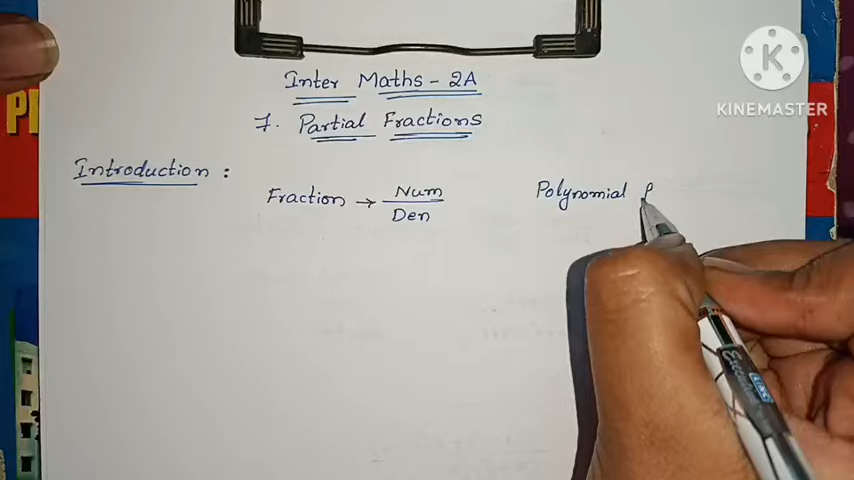 Inter Maths - 2A
7. Partial Fractions
Introduction :
Fraction → Num
Den
Polynomial
KINEMASTER